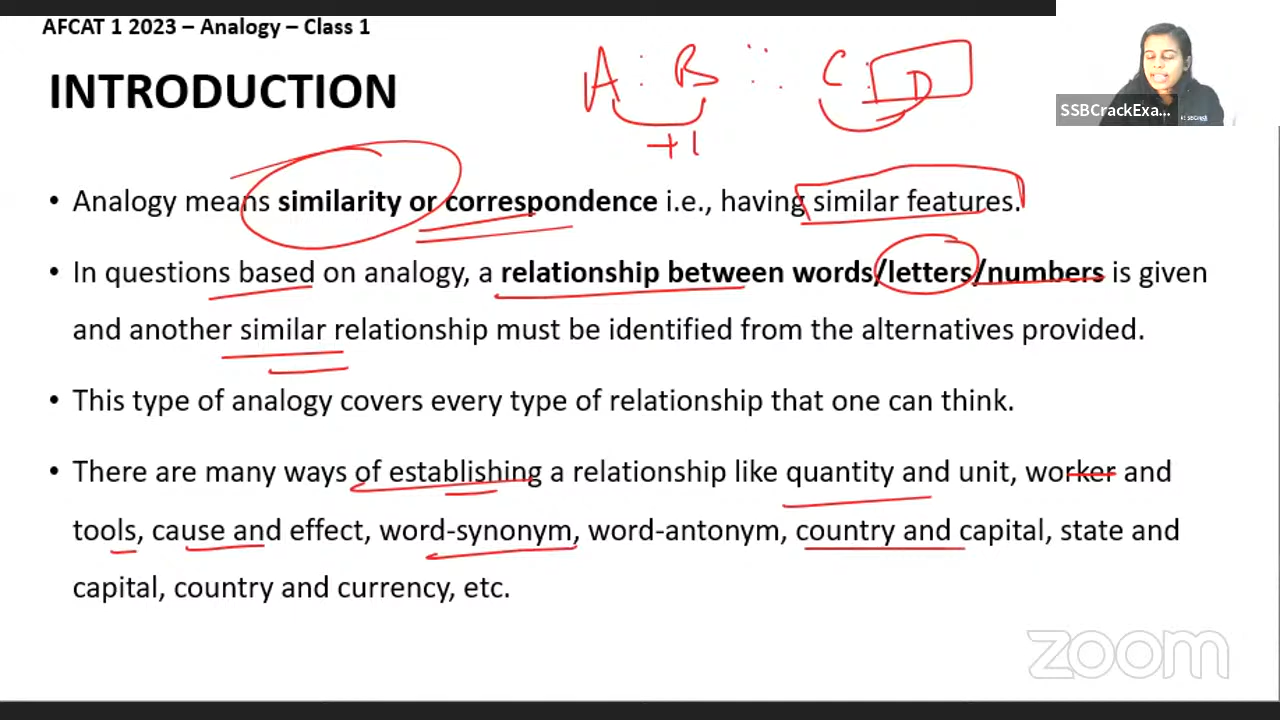 AFCAT 1 2023 – Analogy – Class 1
INTRODUCTION
A : B :: C : D
+1
SSBCrackExa...
• Analogy means similarity or correspondence i.e., having similar features.
• In questions based on analogy, a relationship between words/letters/numbers is given
and another similar relationship must be identified from the alternatives provided.
• This type of analogy covers every type of relationship that one can think.
• There are many ways of establishing a relationship like quantity and unit, worker and
tools, cause and effect, word-synonym, word-antonym, country and capital, state and
capital, country and currency, etc.
zoom